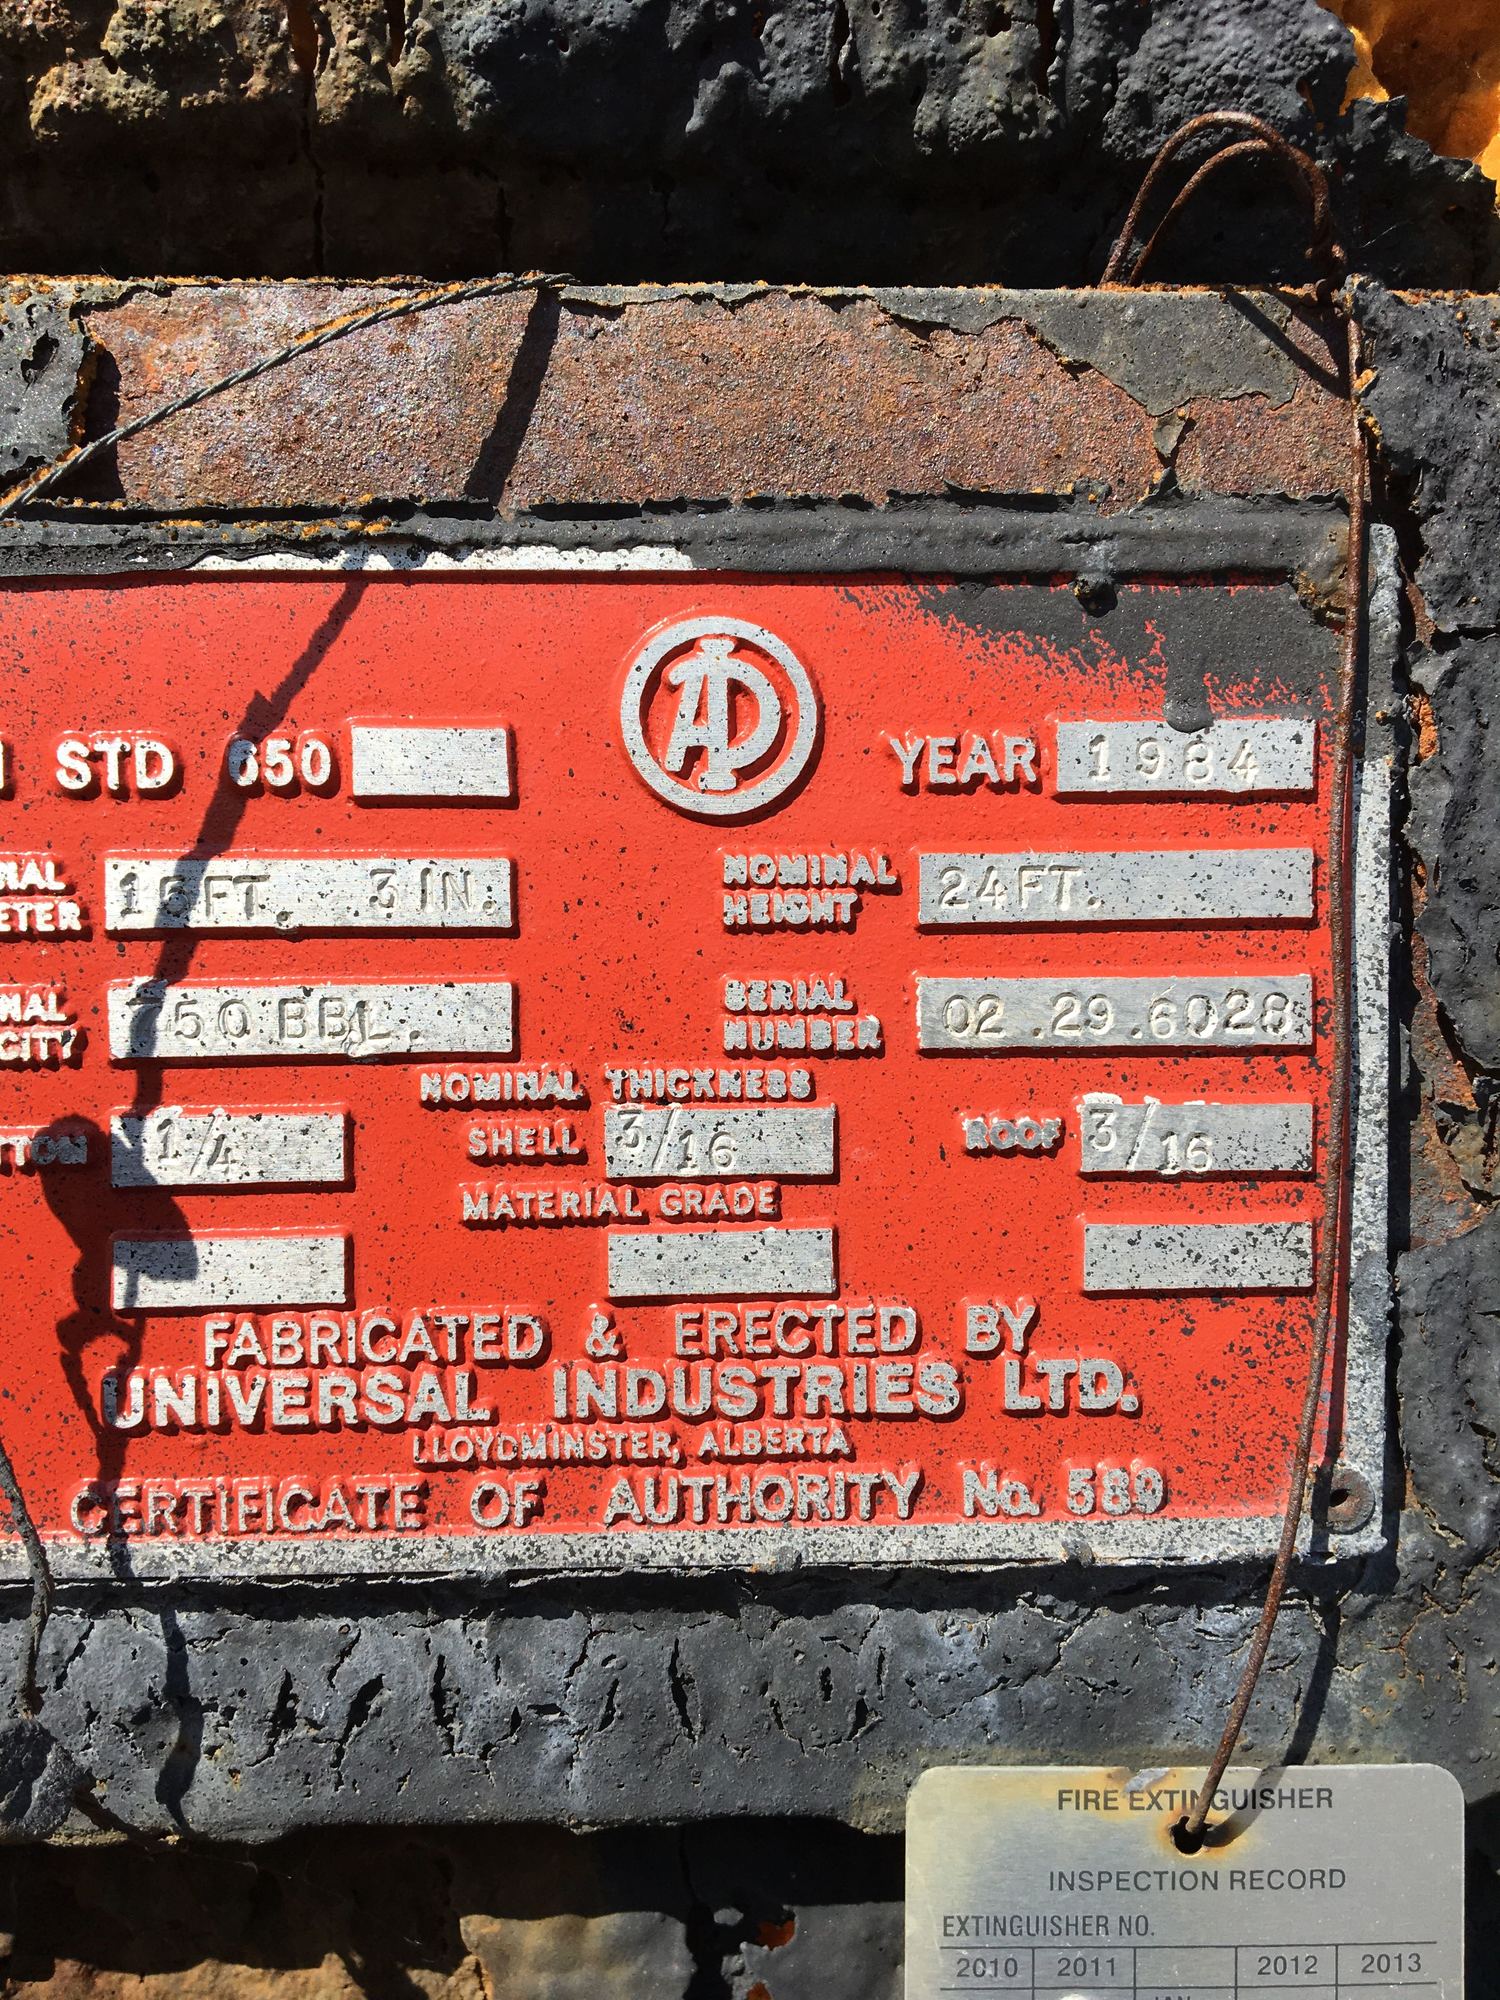 STD 650 YEAR 1984
NOMINAL
HEIGHT
15FT. 3IN. 24FT.
SERIAL
NUMBER
750 BBL. 02.29.6028
NOMINAL THICKNESS
1/4 SHELL 3/16 ROOF 3/16
MATERIAL GRADE
FABRICATED & ERECTED BY
UNIVERSAL INDUSTRIES LTD.
LLOYDMINSTER, ALBERTA
CERTIFICATE OF AUTHORITY No. 589
FIRE EXTINGUISHER
INSPECTION RECORD
EXTINGUISHER NO.
2010 2011 2012 2013